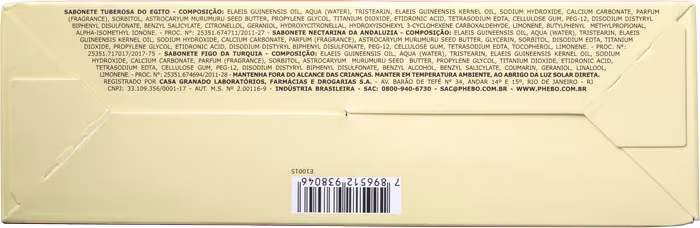 SABONETE TUBEROSA DO EGITO - COMPOSIÇÃO: ELAEIS GUINEENSIS OIL, AQUA (WATER), TRISTEARIN, ELAEIS GUINEENSIS KERNEL OIL, SODIUM HYDROXIDE, CALCIUM CARBONATE, PARFUM
(FRAGRANCE), SORBITOL, ASTROCARYUM MURUMURU SEED BUTTER, PROPYLENE GLYCOL, TITANIUM DIOXIDE, ETIDRONIC ACID, TETRASODIUM EDTA, CELLULOSE GUM, PEG-12, DISODIUM DISTYRYL
BIPHENYL DISULFONATE, BENZYL SALICYLATE, CITRONELLOL, GERANIOL, HYDROXYCITRONELLAL, HYDROXYISOHEXYL 3-CYCLOHEXENE CARBOXALDEHYDE, LIMONENE, BUTYLPHENYL METHYLPROPIONAL,
ALPHA-ISOMETHYL IONONE. - PROC. N°: 25351.674711/2011-27 - SABONETE NECTARINA DA ANDALUZIA - COMPOSIÇÃO: ELAEIS GUINEENSIS OIL, AQUA (WATER), TRISTEARIN, ELAEIS
GUINEENSIS KERNEL OIL, SODIUM HYDROXIDE, CALCIUM CARBONATE, PARFUM (FRAGRANCE), ASTROCARYUM MURUMURU SEED BUTTER, GLYCERIN, SORBITOL, DISODIUM EDTA, TITANIUM
DIOXIDE, PROPYLENE GLYCOL, ETIDRONIC ACID, DISODIUM DISTYRYL BIPHENYL DISULFONATE, PEG-12, CELLULOSE GUM, TETRASODIUM EDTA, TOCOPHEROL, LIMONENE. - PROC. N°:
25351.717017/2017-75 - SABONETE FIGO DA TURQUIA - COMPOSIÇÃO: ELAEIS GUINEENSIS OIL, AQUA (WATER), TRISTEARIN, ELAEIS GUINEENSIS KERNEL OIL, SODIUM
HYDROXIDE, CALCIUM CARBONATE, PARFUM (FRAGRANCE), SORBITOL, ASTROCARYUM MURUMURU SEED BUTTER, PROPYLENE GLYCOL, TITANIUM DIOXIDE, ETIDRONIC ACID,
TETRASODIUM EDTA, CELLULOSE GUM, PEG-12, DISODIUM DISTYRYL BIPHENYL DISULFONATE, BENZYL ALCOHOL, BENZYL SALICYLATE, COUMARIN, GERANIOL, LINALOOL,
LIMONENE. - PROC. N°: 25351.674694/2011-28 - MANTENHA FORA DO ALCANCE DAS CRIANÇAS. MANTER EM TEMPERATURA AMBIENTE, AO ABRIGO DA LUZ SOLAR DIRETA.
REGISTRADO POR CASA GRANADO LABORATÓRIOS, FARMÁCIAS E DROGARIAS S.A. - AV. BARÃO DE TEFÉ N° 34, ANDAR 14º E 15º, RIO DE JANEIRO - RJ
CNPJ: 33.109.356/0001-17 - AUT. M.S. N° 2.00116-9 - INDÚSTRIA BRASILEIRA - SAC: 0800-940-6730 - SAC@PHEBO.COM.BR - WWW.PHEBO.COM.BR
E10015
7 896512 938046